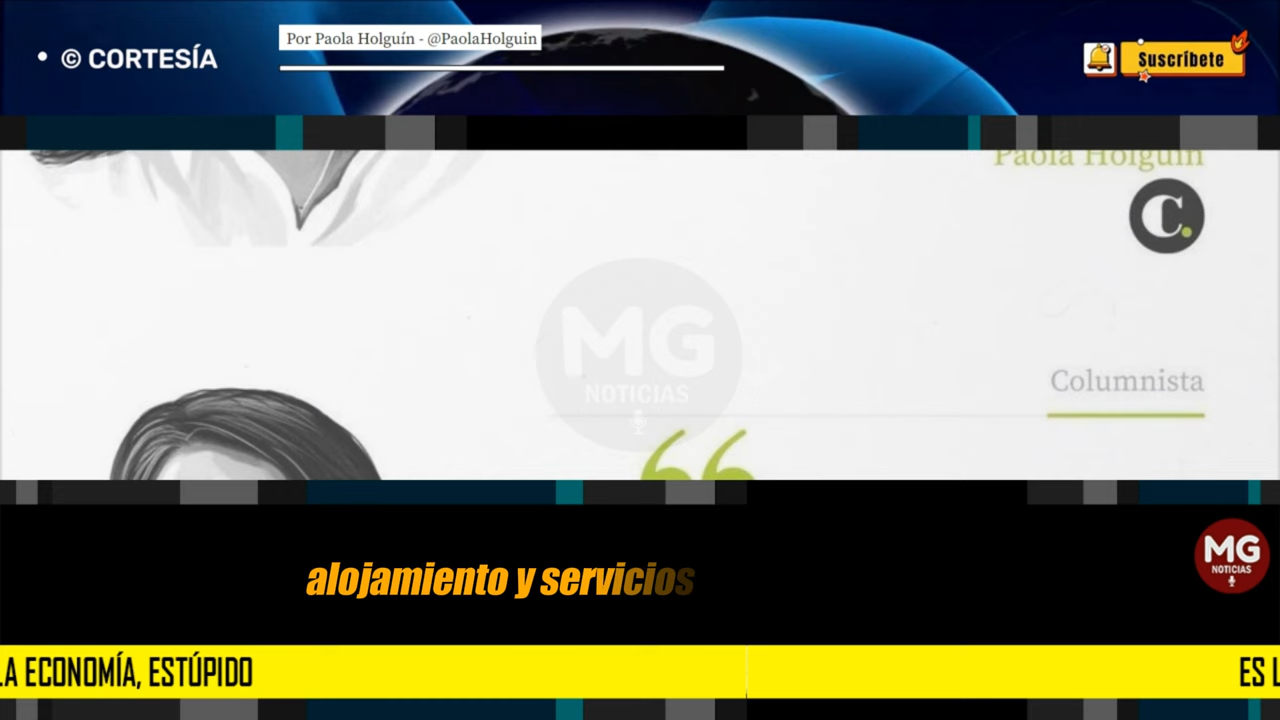 • © CORTESÍA
Por Paola Holguín - @PaolaHolguin
Suscríbete
Paola Holguín
C.
Columnista
MG
NOTICIAS
“
alojamiento y servicios
MG
NOTICIAS
LA ECONOMÍA, ESTÚPIDO
ES L